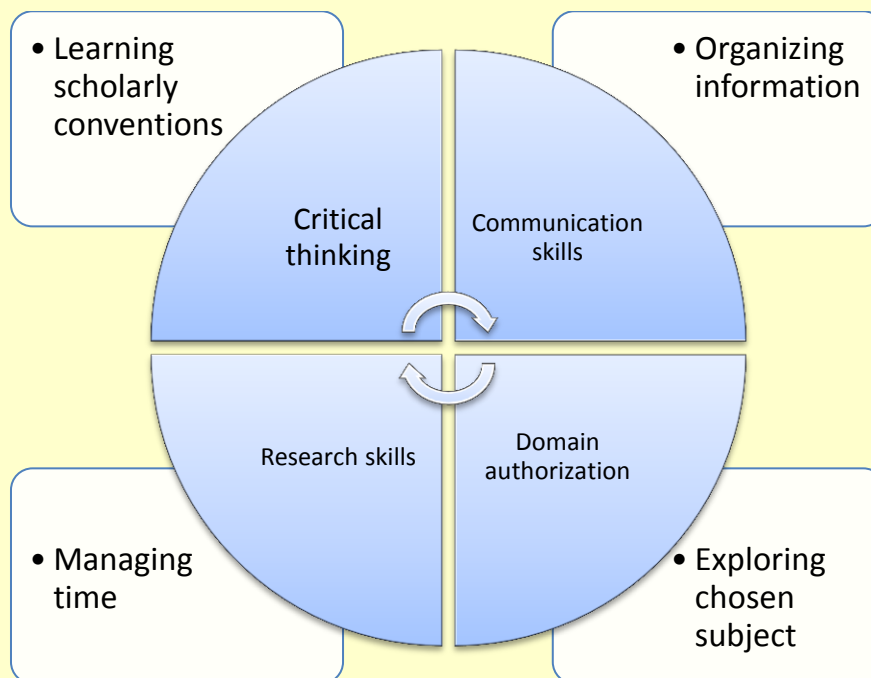 • Learning
scholarly
conventions
• Organizing
information
Critical
thinking
Communication
skills
Research skills
Domain
authorization
• Managing
time
• Exploring
chosen
subject